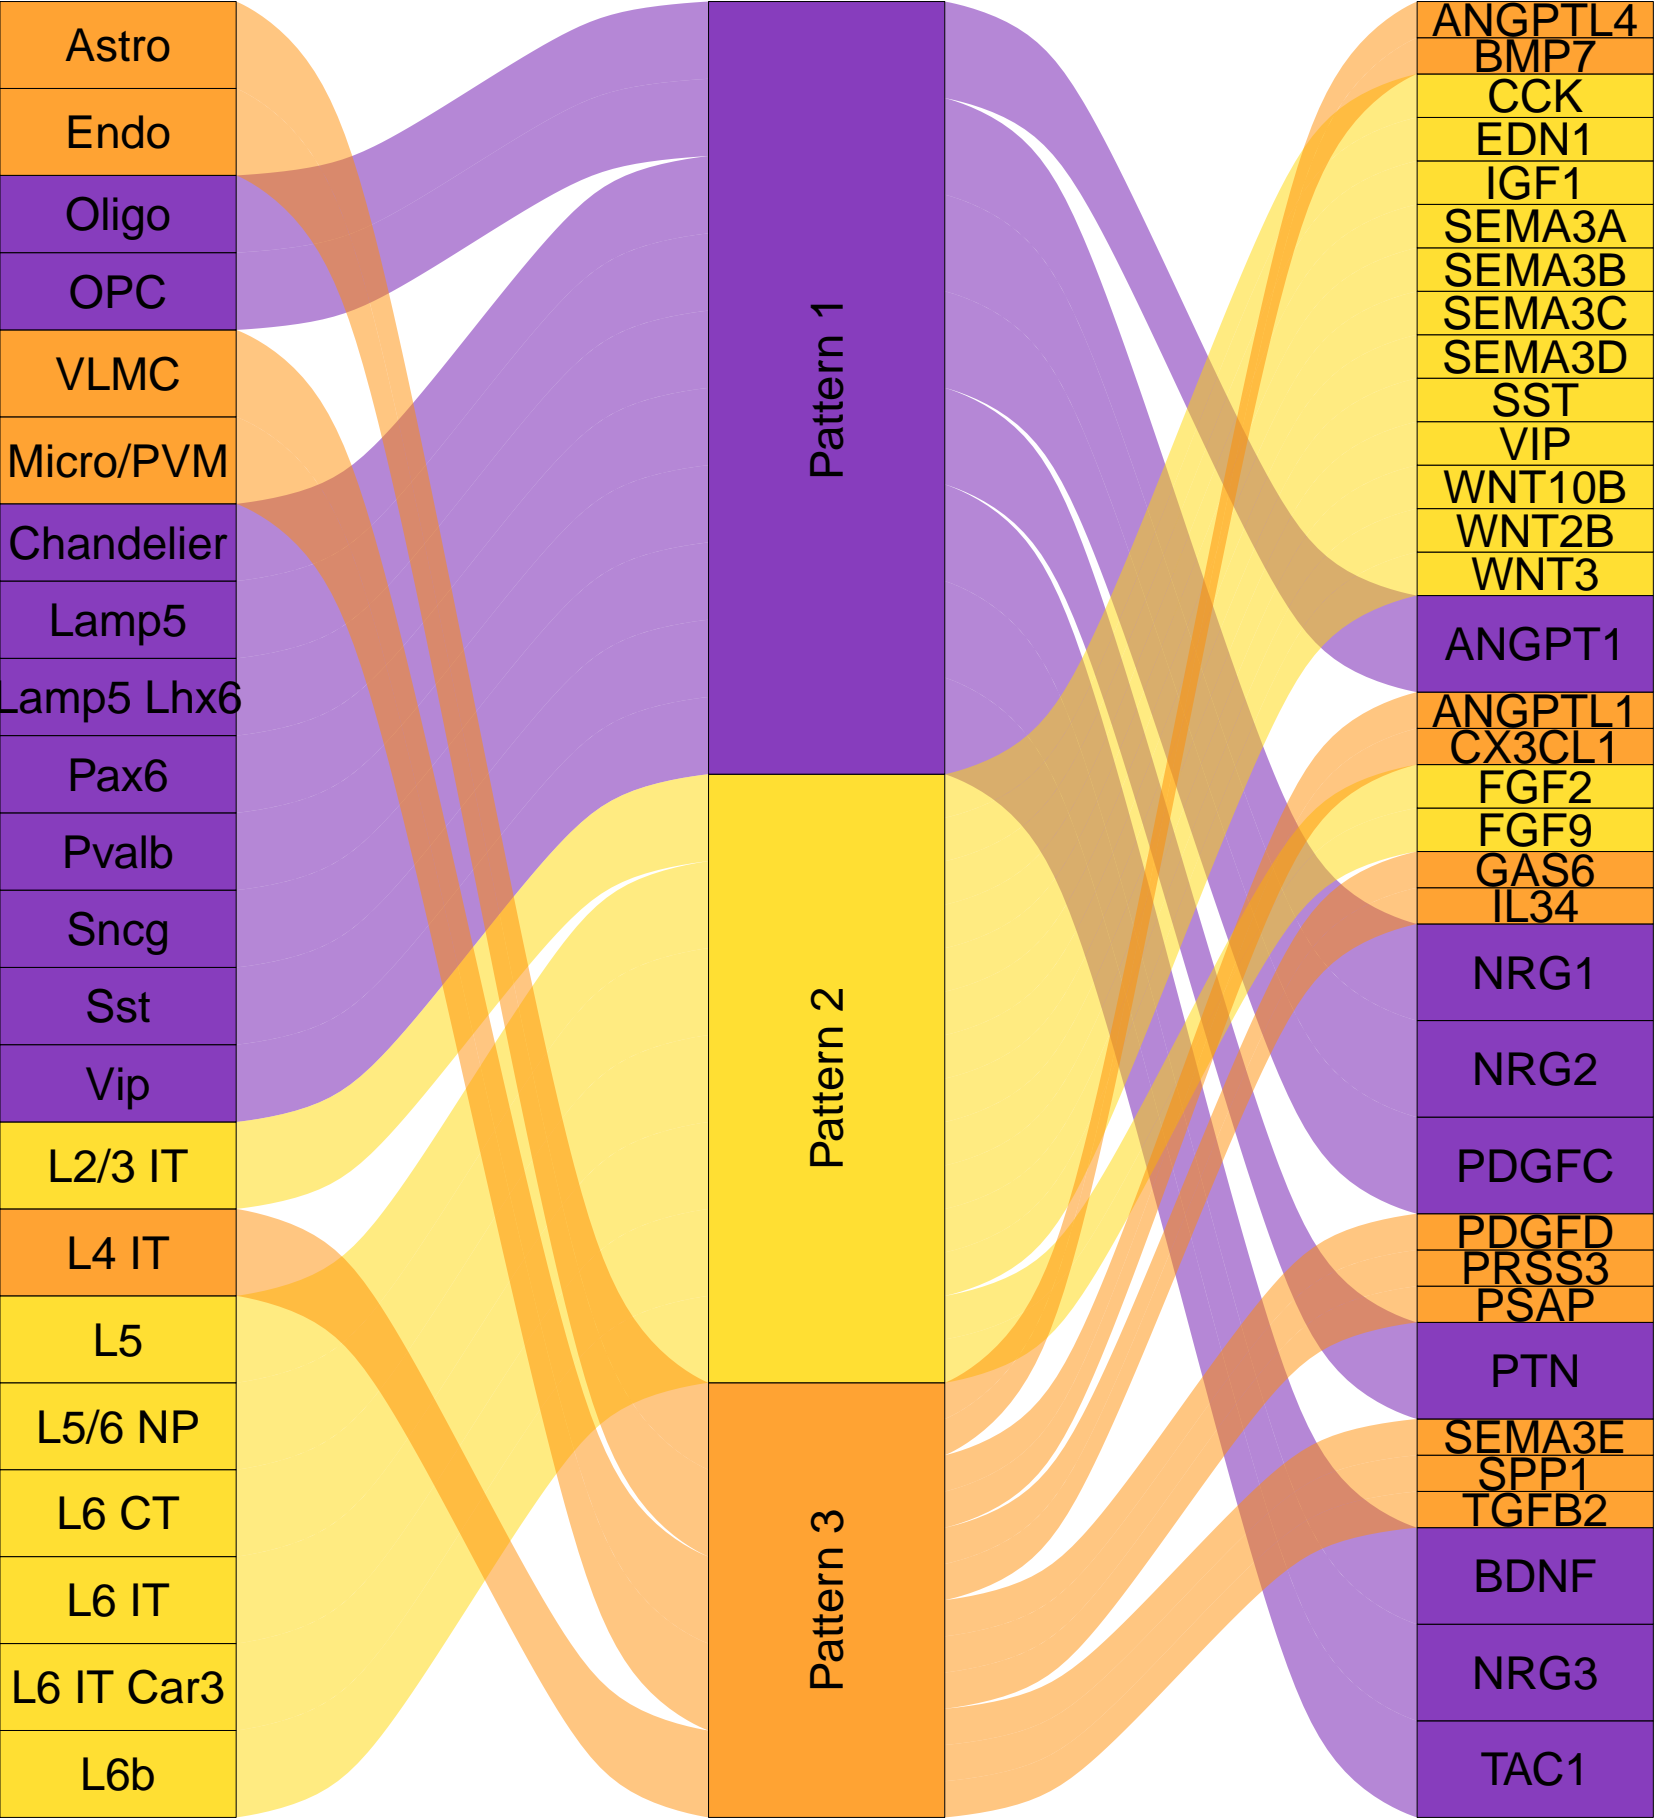 Astro
Endo
Oligo
OPC
VLMC
Micro/PVM
Chandelier
Lamp5
Lamp5 Lhx6
Pax6
Pvalb
Sncg
Sst
Vip
L2/3 IT
L4 IT
L5
L5/6 NP
L6 CT
L6 IT
L6 IT Car3
L6b
Pattern 1
Pattern 2
Pattern 3
ANGPTL4
BMP7
CCK
EDN1
IGF1
SEMA3A
SEMA3B
SEMA3C
SEMA3D
SST
VIP
WNT10B
WNT2B
WNT3
ANGPT1
ANGPTL1
CX3CL1
FGF2
FGF9
GAS6
IL34
NRG1
NRG2
PDGFC
PDGFD
PRSS3
PSAP
PTN
SEMA3E
SPP1
TGFB2
BDNF
NRG3
TAC1